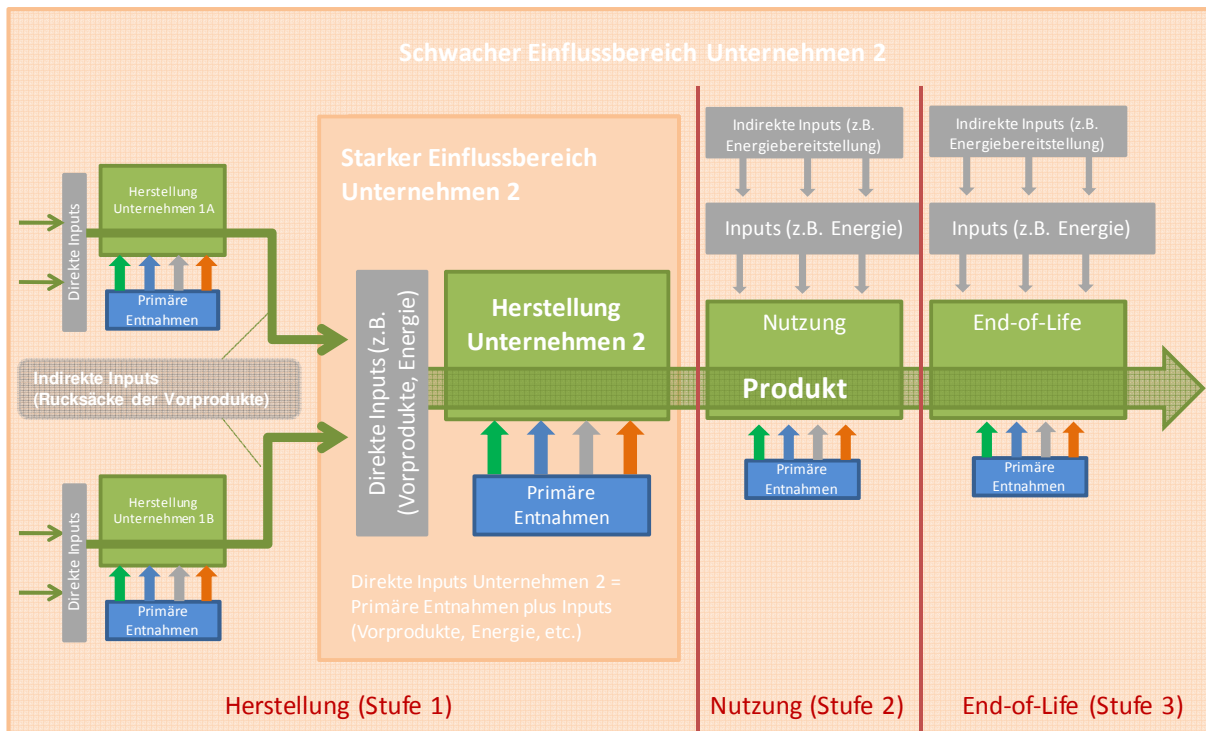 Schwacher Einflussbereich Unternehmen 2
Direkte Inputs
Herstellung
Unternehmen 1A
Primäre
Entnahmen
Indirekte Inputs
(Rucksäcke der Vorprodukte)
Direkte Inputs
Herstellung
Unternehmen 1B
Primäre
Entnahmen
Starker Einflussbereich
Unternehmen 2
Direkte Inputs (z.B.
(Vorprodukte, Energie)
Herstellung
Unternehmen 2
Primäre
Entnahmen
Direkte Inputs Unternehmen 2 =
Primäre Entnahmen plus Inputs
(Vorprodukte, Energie, etc.)
Indirekte Inputs (z.B.
Energiebereitstellung)
Inputs (z.B. Energie)
Nutzung
Produkt
Primäre
Entnahmen
Indirekte Inputs (z.B.
Energiebereitstellung)
Inputs (z.B. Energie)
End-of-Life
Primäre
Entnahmen
Herstellung (Stufe 1)
Nutzung (Stufe 2)
End-of-Life (Stufe 3)